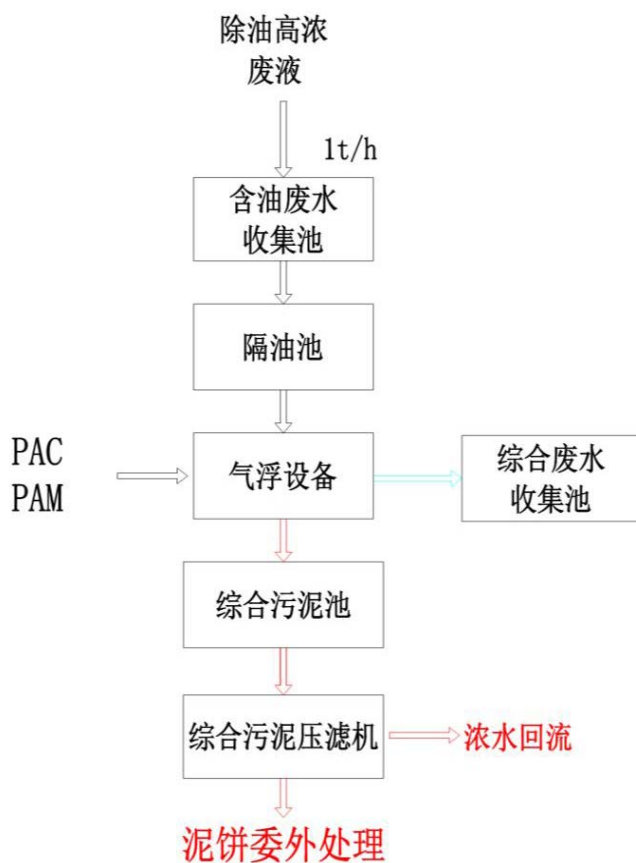 除油高浓
废液
1t/h
含油废水
收集池
隔油池
PAC
PAM
气浮设备
综合废水
收集池
综合污泥池
综合污泥压滤机
浓水回流
泥饼委外处理